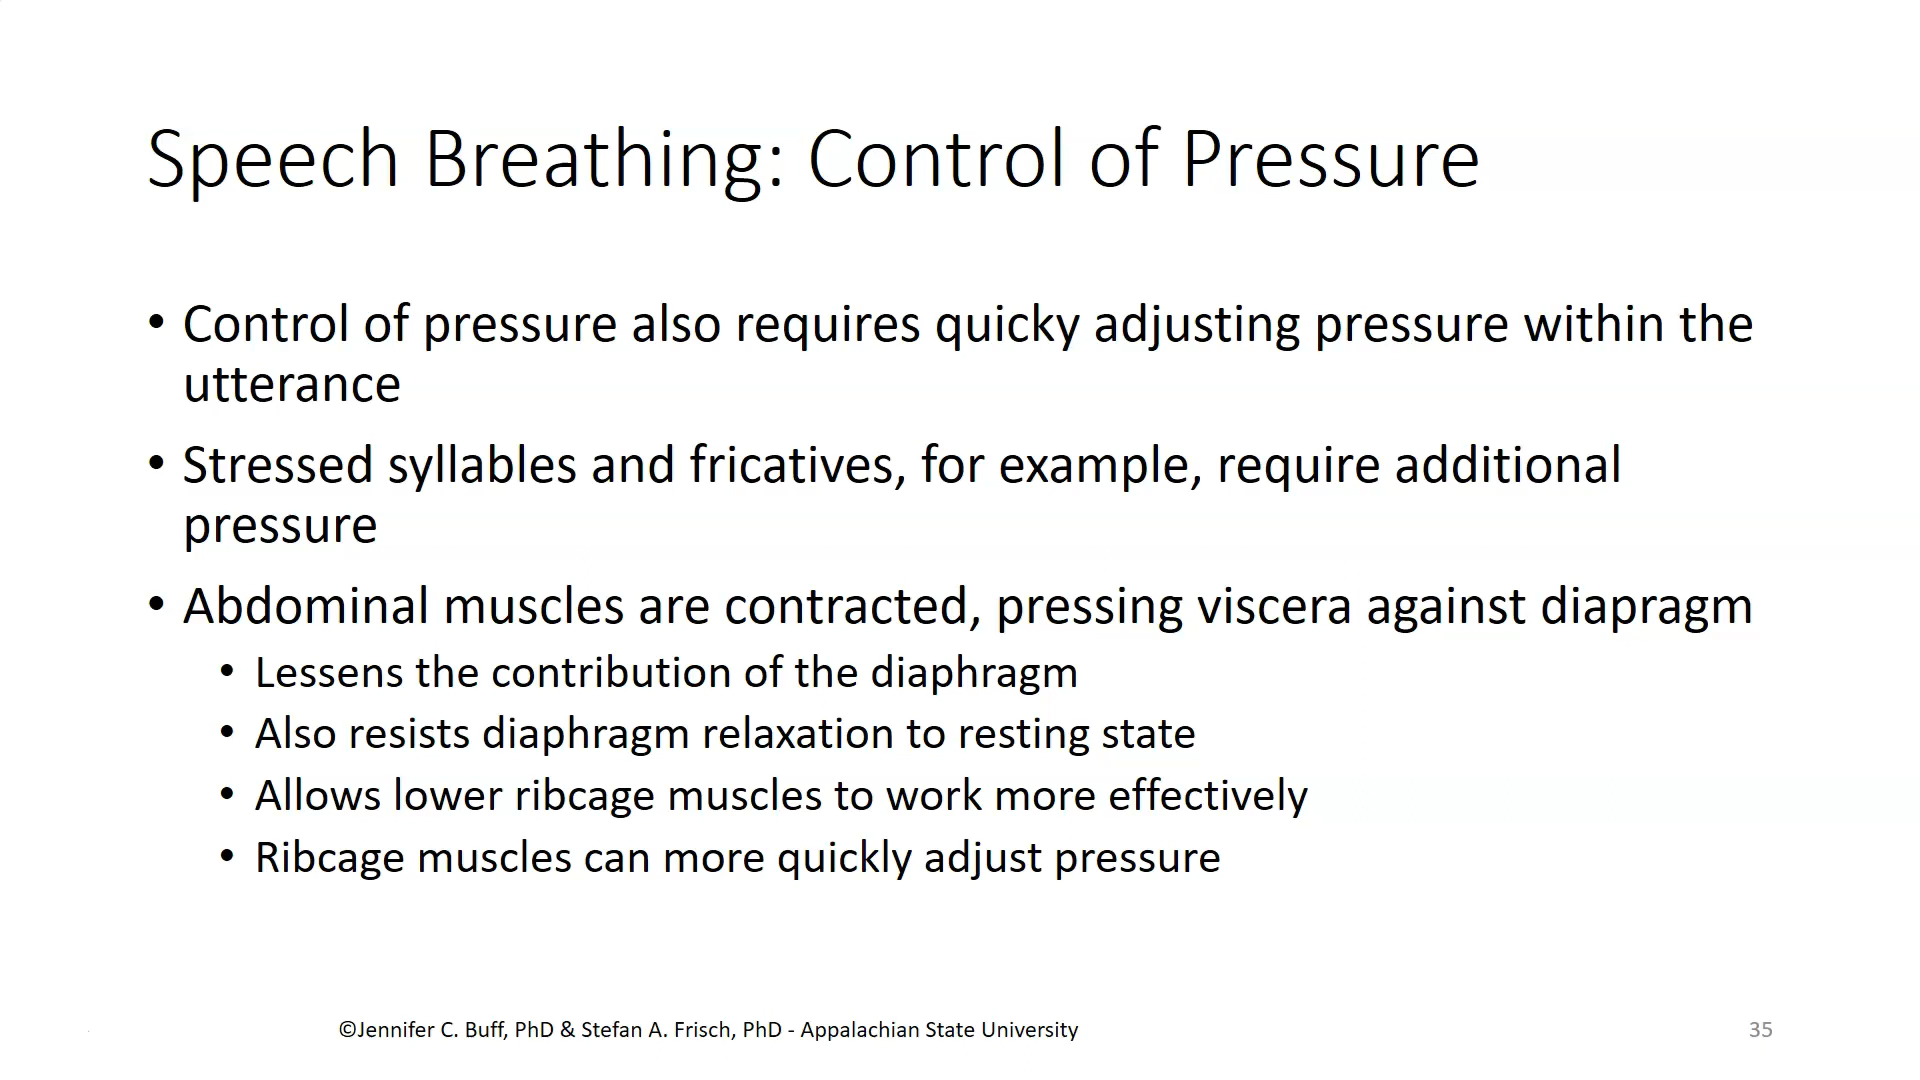 Speech Breathing: Control of Pressure
• Control of pressure also requires quicky adjusting pressure within the
utterance
• Stressed syllables and fricatives, for example, require additional
pressure
• Abdominal muscles are contracted, pressing viscera against diapragm
• Lessens the contribution of the diaphragm
• Also resists diaphragm relaxation to resting state
• Allows lower ribcage muscles to work more effectively
• Ribcage muscles can more quickly adjust pressure
©Jennifer C. Buff, PhD & Stefan A. Frisch, PhD - Appalachian State University
35